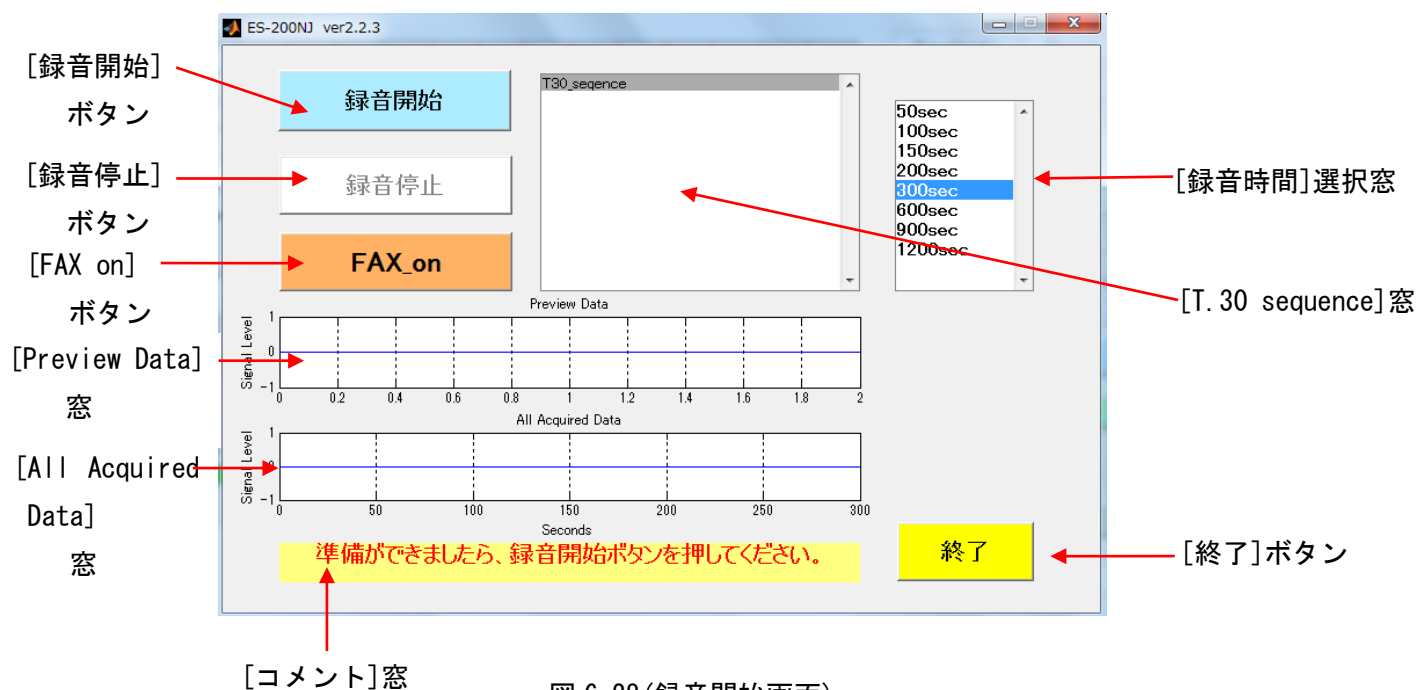 ES-200NJ ver2.2.3
[録音開始]
ボタン
録音開始
T30_seqence
50sec
100sec
150sec
200sec
300sec
600sec
900sec
1200sec
[録音時間]選択窓
[録音停止]
ボタン
録音停止
[FAX on]
ボタン
FAX_on
[T.30 sequence]窓
[Preview Data]
窓
Preview Data
Signal Level
1
0
-1
0 0.2 0.4 0.6 0.8 1 1.2 1.4 1.6 1.8 2
[All Acquired
Data]
窓
All Acquired Data
Signal Level
1
0
-1
0 50 100 150 200 250 300
Seconds
準備ができましたら、録音開始ボタンを押してください。
終了
[終了]ボタン
[コメント]窓